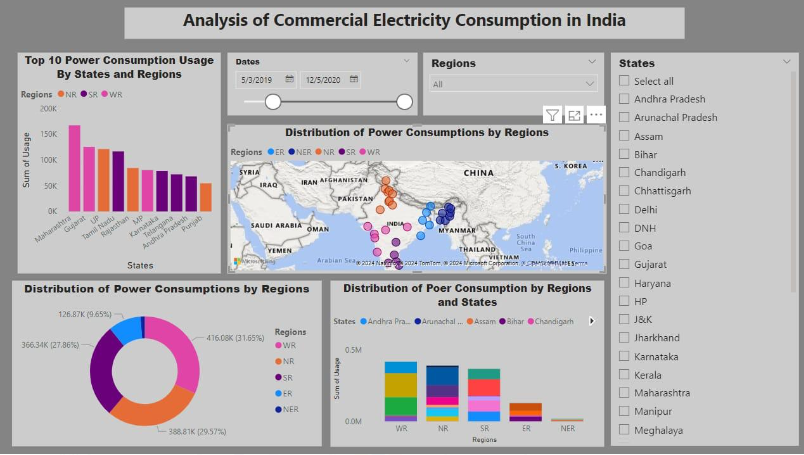 Analysis of Commercial Electricity Consumption in India
Top 10 Power Consumption Usage
By States and Regions
Regions NR SR WR
200K
150K
100K
50K
0K
Sum of Usage
Maharashtra
Gujarat
UP
Tamil Nadu
Rajasthan
MP
Karnataka
Telangana
Andhra Pradesh
Punjab
States
Dates
5/3/2019 12/5/2020
Regions
All
Distribution of Power Consumptions by Regions
Regions ER NER NR SR WR
SYRIA
IRAQ
IRAN
AFGHANISTAN
PAKISTAN
CHINA
S. KOREA
SAUDI ARABIA
OMAN
YEMEN
INDIA
MYANMAR
THAILAND
VIETNAM
South
China
Sea
Philippine
Arabian Sea
© 2024 TomTom, © 2024 Microsoft Corporation,
Distribution of Power Consumptions by Regions
126.87K (9.65%)
416.08K (31.65%)
366.34K (27.86%)
388.81K (29.57%)
Regions
WR
NR
SR
ER
NER
Distribution of Poer Consumption by Regions
and States
States Andhra Pra... Arunachal ... Assam Bihar Chandigarh
0.5M
0.0M
Sum of Usage
WR NR SR ER NER
Regions
States
Select all
Andhra Pradesh
Arunachal Pradesh
Assam
Bihar
Chandigarh
Chhattisgarh
Delhi
DNH
Goa
Gujarat
Haryana
HP
J&K
Jharkhand
Karnataka
Kerala
Maharashtra
Manipur
Meghalaya